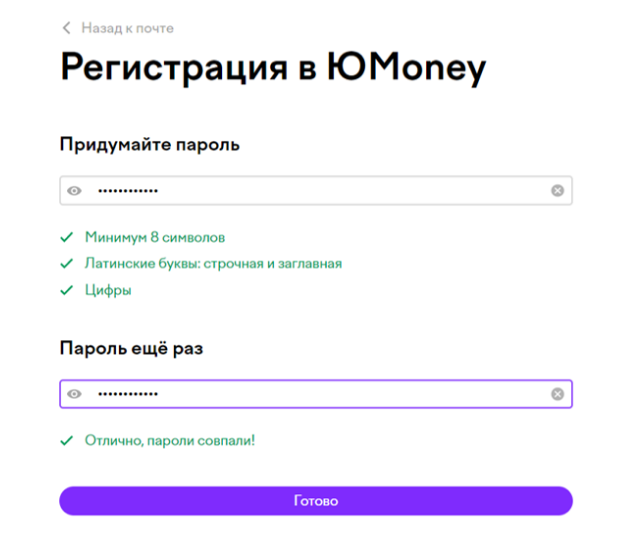 Назад к почте
Регистрация в ЮMoney
Придумайте пароль
••••••••••••
Минимум 8 символов
Латинские буквы: строчная и заглавная
Цифры
Пароль ещё раз
••••••••••••
Отлично, пароли совпали!
Готово